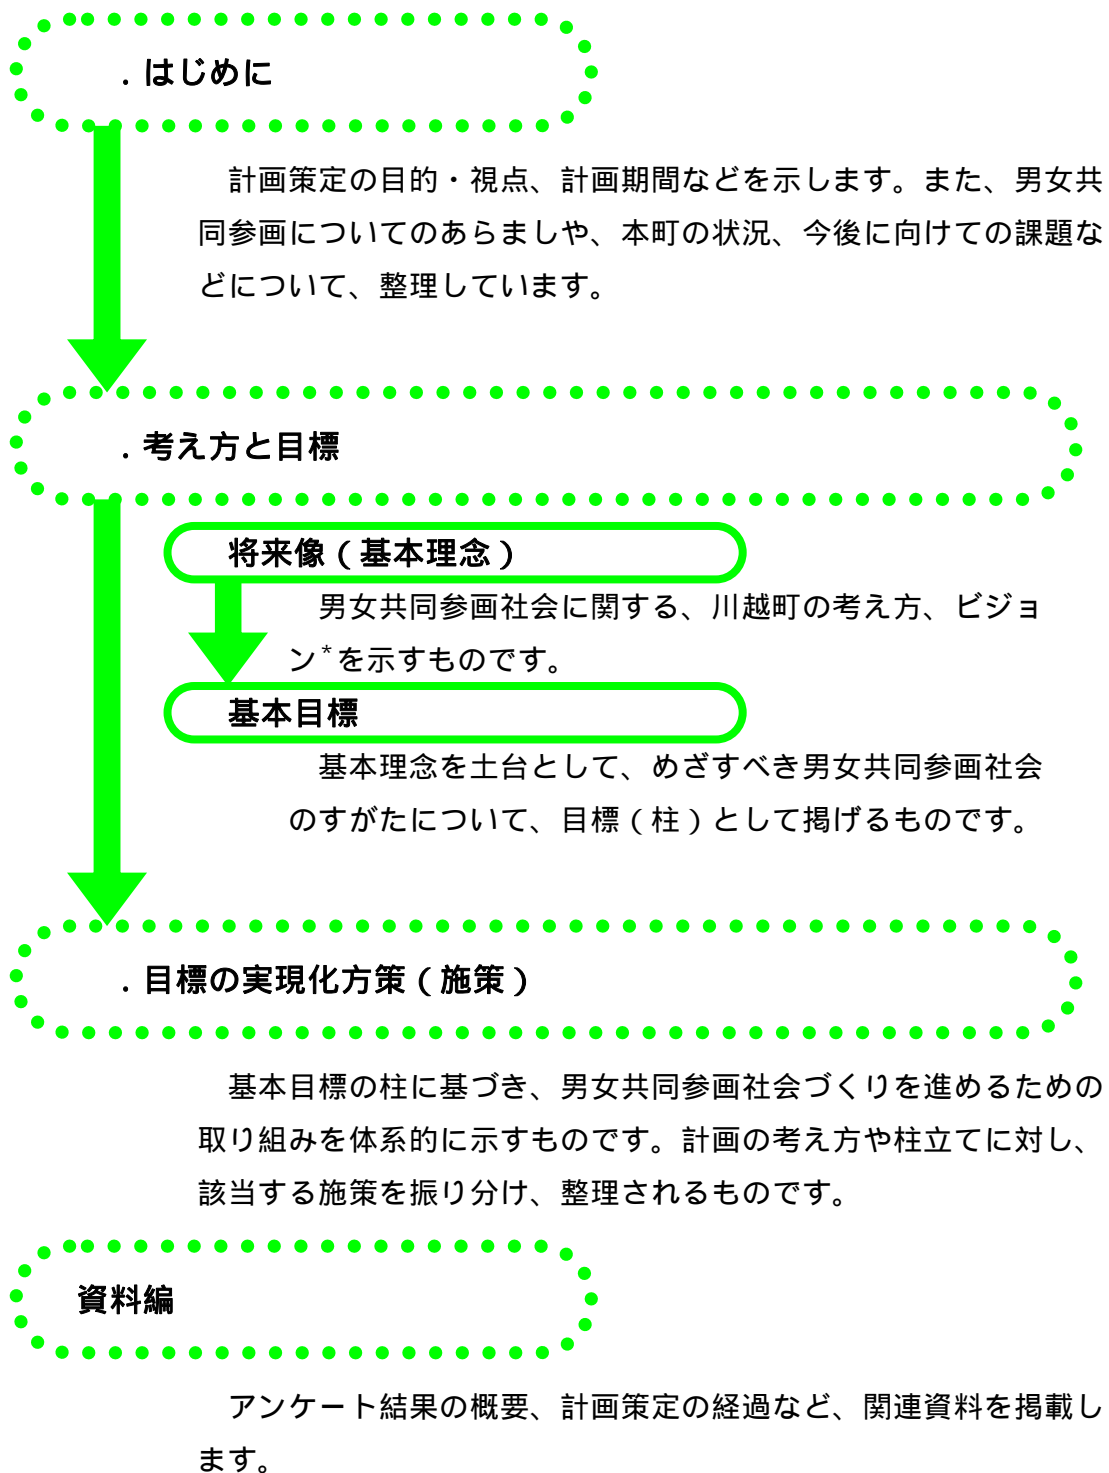 ．はじめに
計画策定の目的・視点、計画期間などを示します。また、男女共
同参画についてのあらましや、本町の状況、今後に向けての課題な
どについて、整理しています。
．考え方と目標
将来像（基本理念）
男女共同参画社会に関する、川越町の考え方、ビジョ
ン*を示すものです。
基本目標
基本理念を土台として、めざすべき男女共同参画社会
のすがたについて、目標（柱）として掲げるものです。
．目標の実現化方策（施策）
基本目標の柱に基づき、男女共同参画社会づくりを進めるための
取り組みを体系的に示すものです。計画の考え方や柱立てに対し、
該当する施策を振り分け、整理されるものです。
資料編
アンケート結果の概要、計画策定の経過など、関連資料を掲載し
ます。